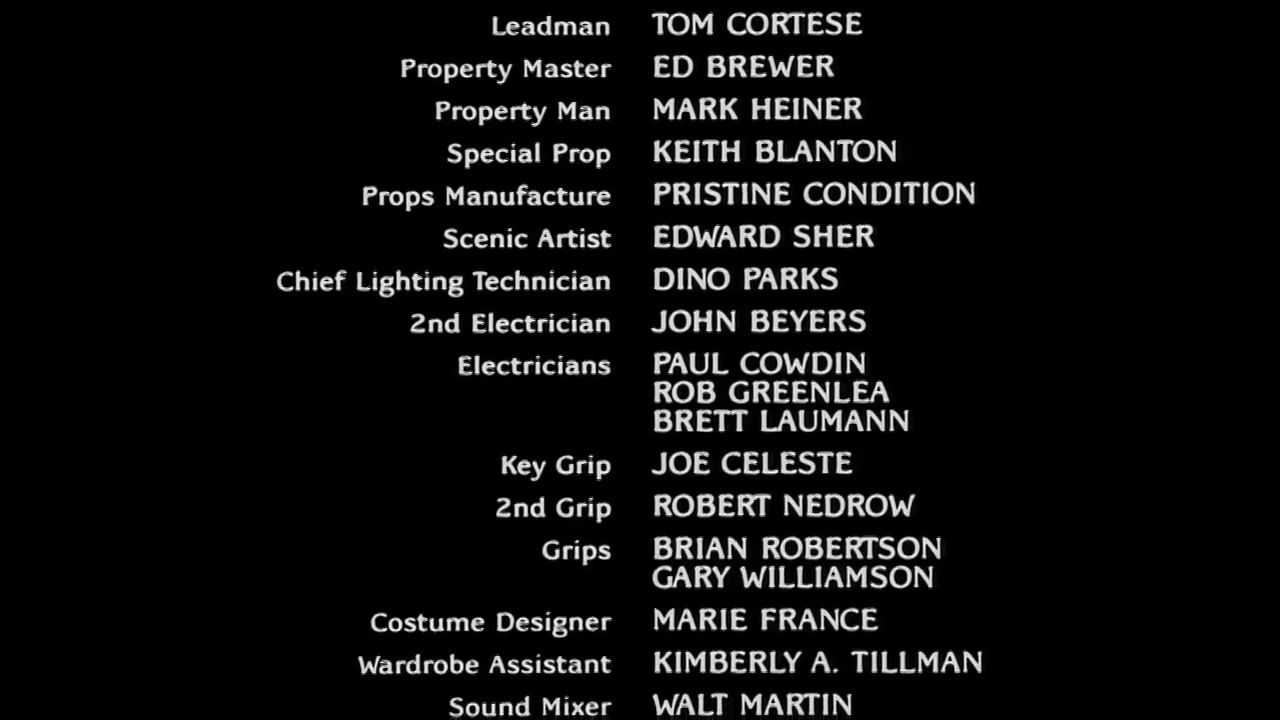 Leadman TOM CORTESE
Property Master ED BREWER
Property Man MARK HEINER
Special Prop KEITH BLANTON
Props Manufacture PRISTINE CONDITION
Scenic Artist EDWARD SHER
Chief Lighting Technician DINO PARKS
2nd Electrician JOHN BEYERS
Electricians PAUL COWDIN
ROB GREENLEA
BRETT LAUMANN
Key Grip JOE CELESTE
2nd Grip ROBERT NEDROW
Grips BRIAN ROBERTSON
GARY WILLIAMSON
Costume Designer MARIE FRANCE
Wardrobe Assistant KIMBERLY A. TILLMAN
Sound Mixer WALT MARTIN